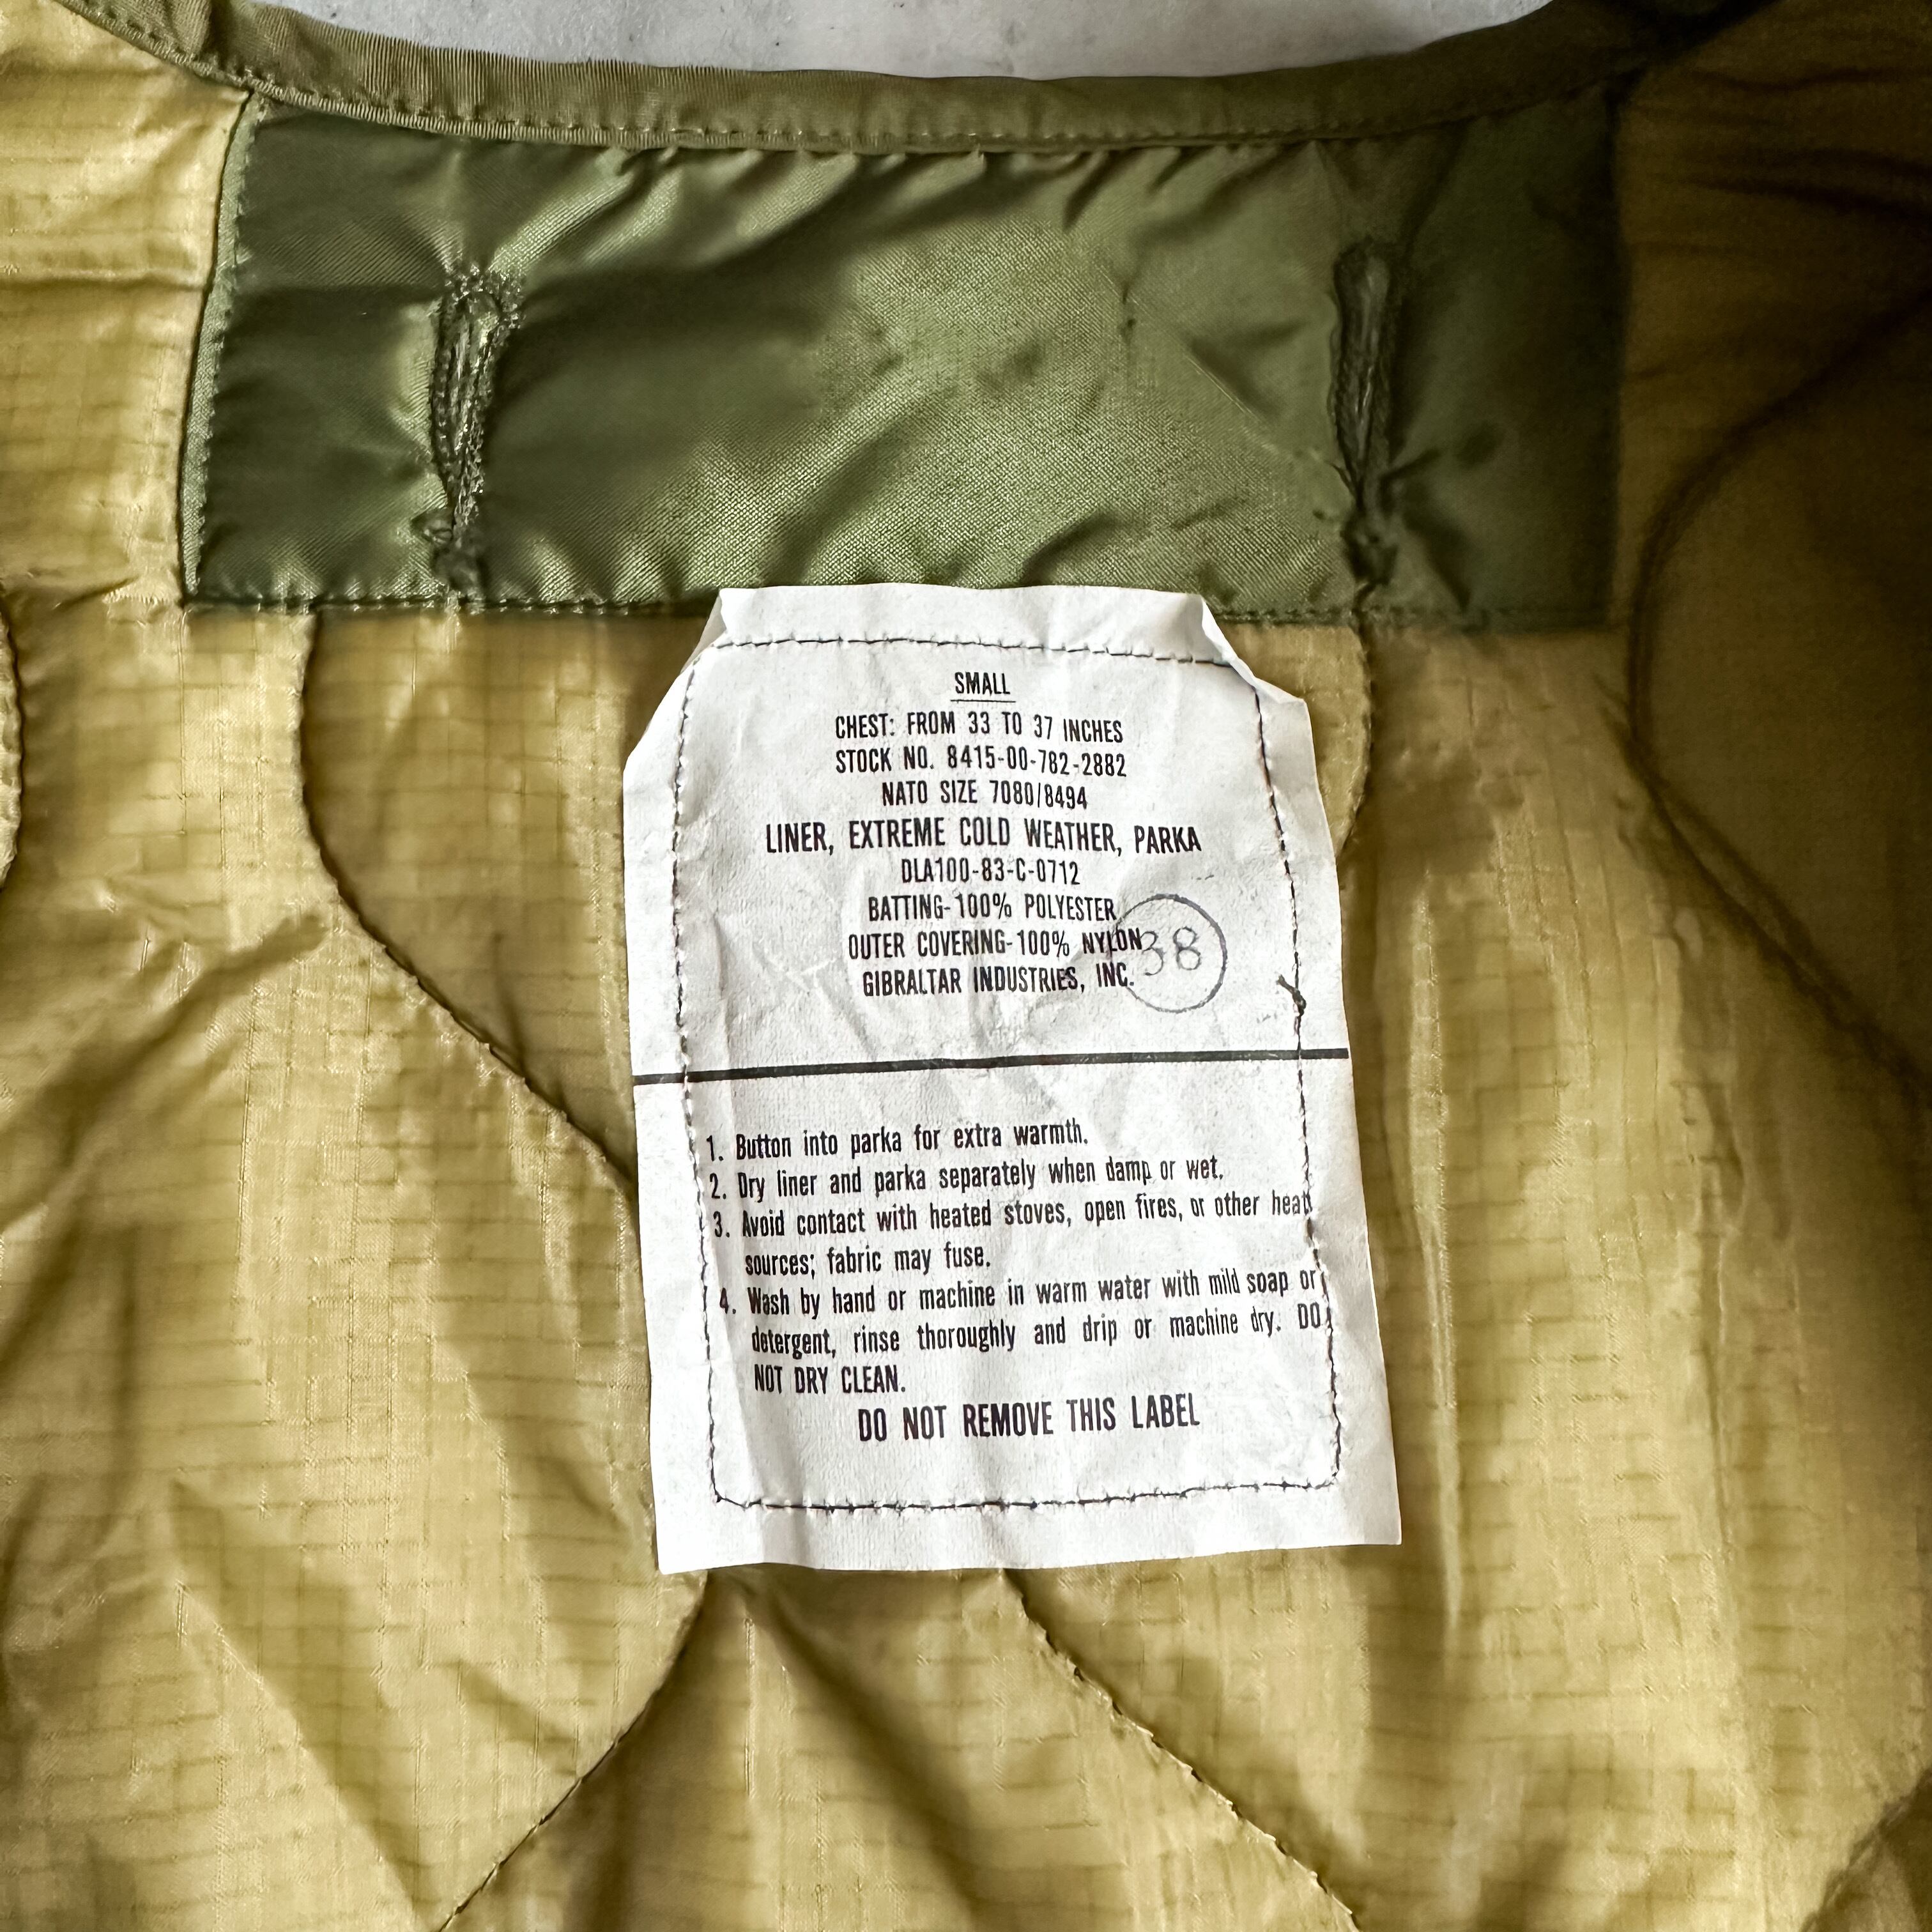 SMALL
CHEST: FROM 33 TO 37 INCHES
STOCK NO. 8415-00-782-2882
NATO SIZE 7080/8494
LINER, EXTREME COLD WEATHER, PARKA
DLA100-83-C-0712
BATTING-100% POLYESTER
OUTER COVERING-100% NYLON
38
GIBRALTAR INDUSTRIES, INC.
1. Button into parka for extra warmth.
2. Dry liner and parka separately when damp or wet.
3. Avoid contact with heated stoves, open fires, or other heat
sources; fabric may fuse.
4. Wash by hand or machine in warm water with mild soap or
detergent, rinse thoroughly and drip or machine dry. DO
NOT DRY CLEAN.
DO NOT REMOVE THIS LABEL